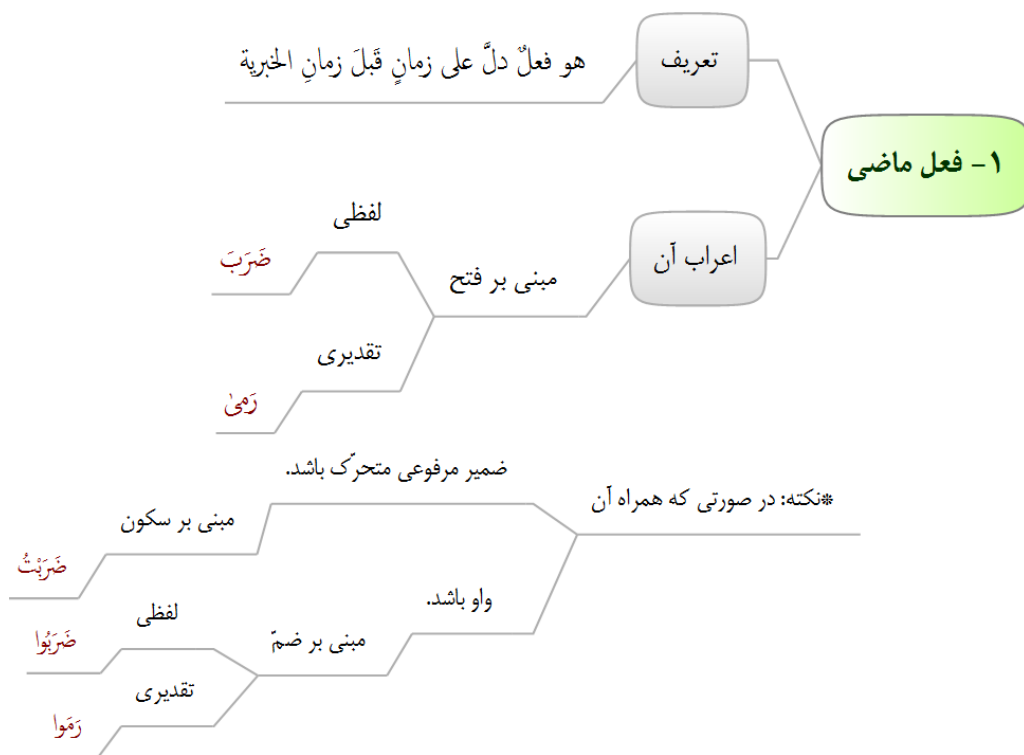 ۱- فعل ماضی
تعریف
هو فعلٌ دلَّ علی زمانٍ قَبلَ زمانِ الخبریة
اعراب آن
مبنی بر فتح
لفظی
ضَرَبَ
تقدیری
رَمیٰ
*نکته: در صورتی که همراه آن
ضمیر مرفوعی متحرّک باشد.
مبنی بر سکون
ضَرَبْتُ
واو باشد.
مبنی بر ضمّ
لفظی
ضَرَبُوا
تقدیری
رَمَوا